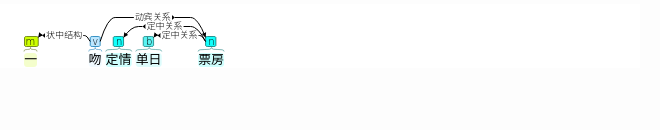 动宾关系
定中关系
状中结构 定中关系
m v n b n
一 吻 定情 单日 票房